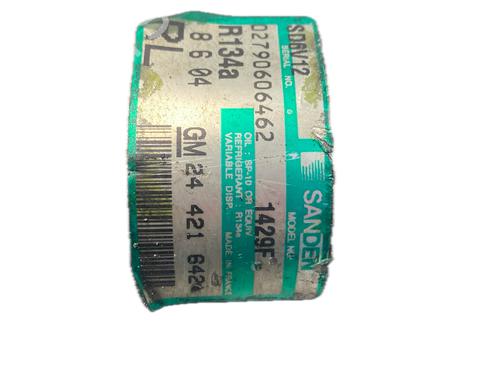 SANDEN
MODEL NO.
1429F
OIL : SP-10 OR EQUIV
REFRIGERANT : R134a
VARIABLE DISP.
MADE IN FRANCE
SD6V12
SERIAL NO.
02790606462
R134a
8 6 04
GM 24 421 642